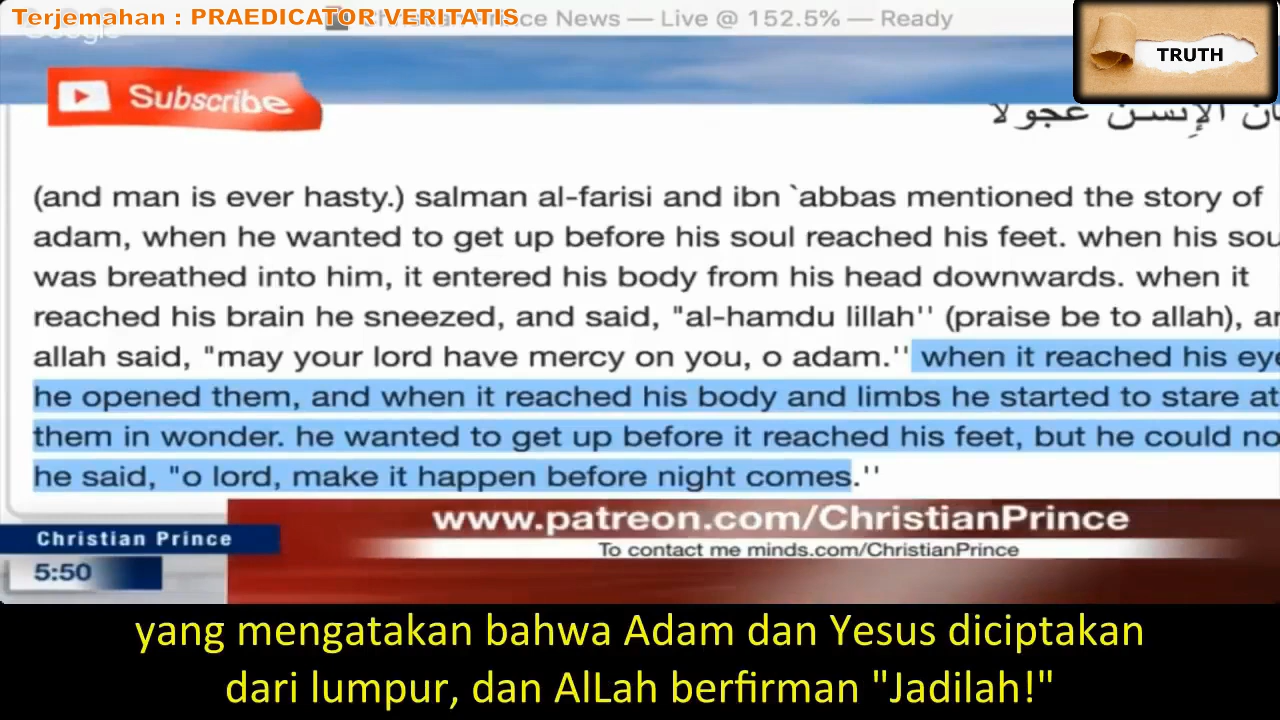 Terjemahan : PRAEDICATOR VERITATIS
nce News — Live @ 152.5% — Ready
Google
TRUTH
Subscribe
الإنسن عجولا
(and man is ever hasty.) salman al-farisi and ibn `abbas mentioned the story of
adam, when he wanted to get up before his soul reached his feet. when his sou
was breathed into him, it entered his body from his head downwards. when it
reached his brain he sneezed, and said, "al-hamdu lillah'' (praise be to allah), an
allah said, "may your lord have mercy on you, o adam.'' when it reached his eye
he opened them, and when it reached his body and limbs he started to stare at
them in wonder. he wanted to get up before it reached his feet, but he could no
he said, "o lord, make it happen before night comes.''
www.patreon.com/ChristianPrince
To contact me minds.com/ChristianPrince
Christian Prince
5:50
yang mengatakan bahwa Adam dan Yesus diciptakan
dari lumpur, dan AlLah berfirman "Jadilah!"